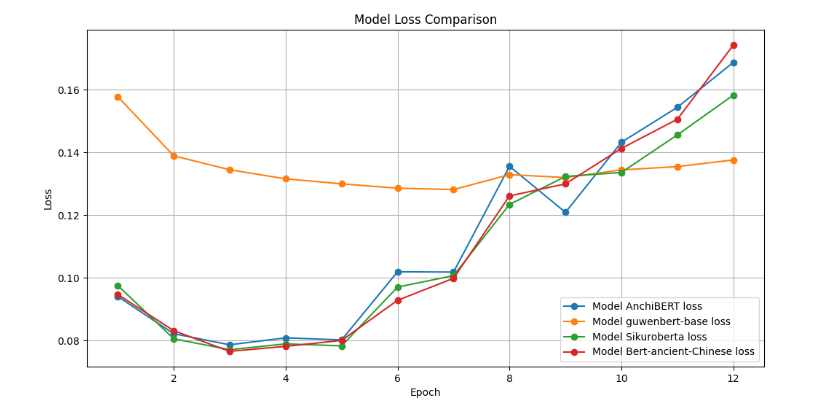 Model Loss Comparison
Loss
0.16
0.14
0.12
0.10
0.08
Model AnchiBERT loss
Model guwenbert-base loss
Model Sikuroberta loss
Model Bert-ancient-Chinese loss
2 4 6 8 10 12
Epoch